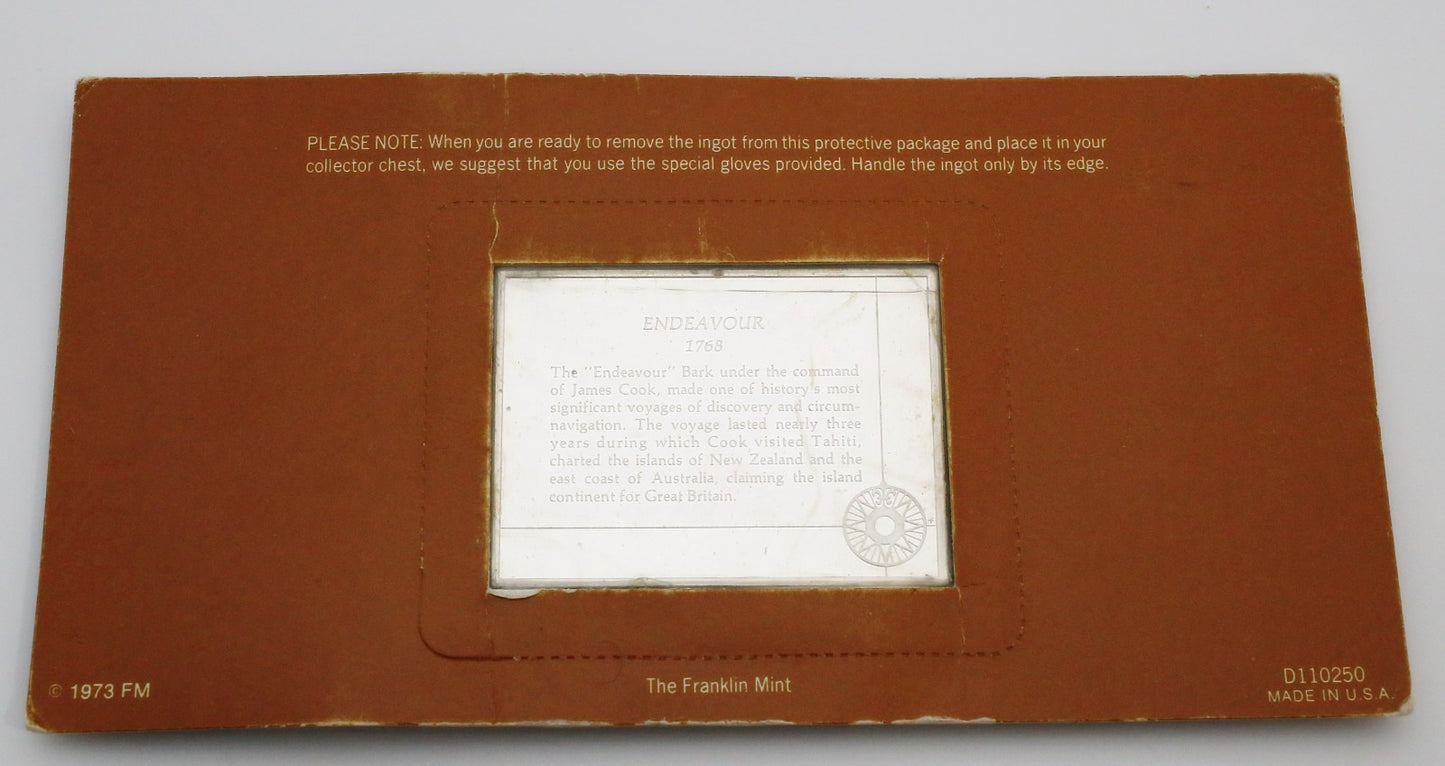 PLEASE NOTE: When you are ready to remove the ingot from this protective package and place it in your
collector chest, we suggest that you use the special gloves provided. Handle the ingot only by its edge.
ENDEAVOUR
1768
The "Endeavour" Bark under the command
of James Cook, made one of history's most
significant voyages of discovery and circum-
navigation. The voyage lasted nearly three
years during which Cook visited Tahiti,
charted the islands of New Zealand and the
east coast of Australia, claiming the island
continent for Great Britain.
© 1973 FM
The Franklin Mint
D110250
MADE IN U.S.A.